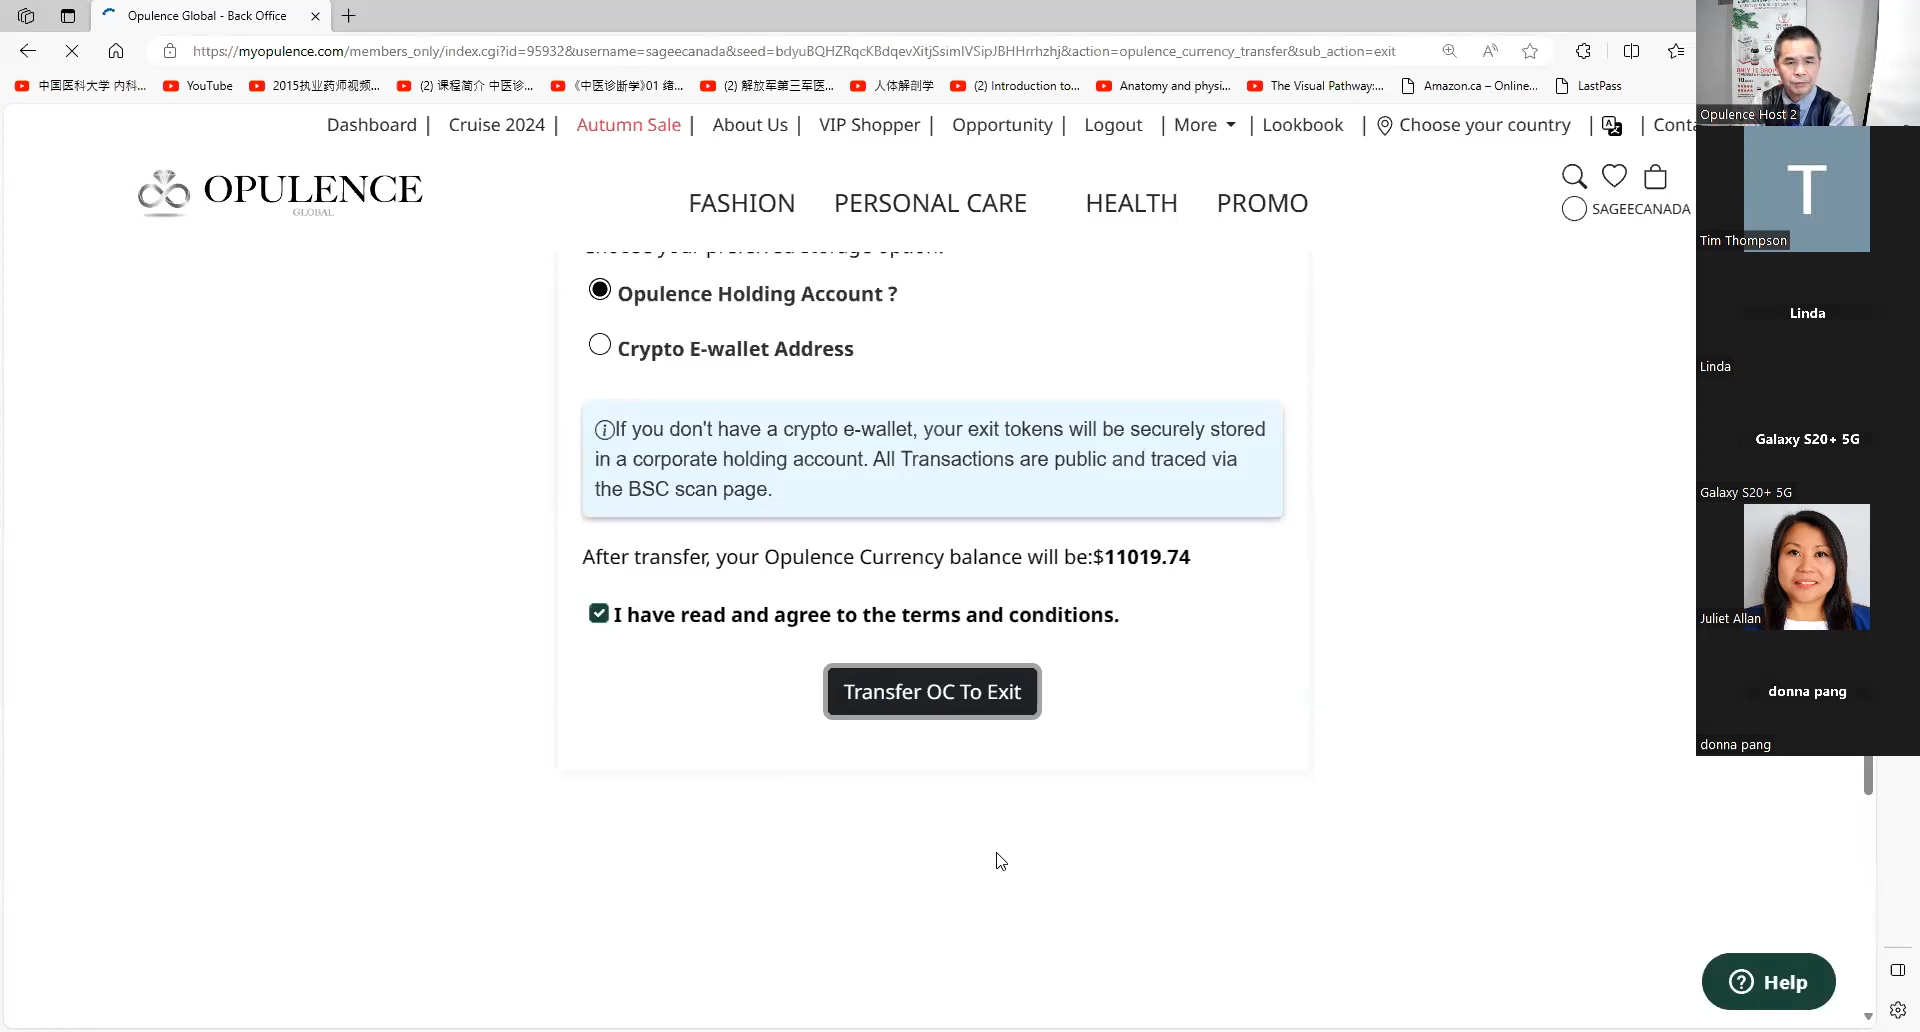 Opulence Global - Back Office
https://myopulence.com/members_only/index.cgi?id=95932&username=sageecanada&seed=bdyuBQHZRqcKBdqevXitjSsimIVSipJBHHrrhzhj&action=opulence_currency_transfer&sub_action=exit
中国医科大学 内科...
YouTube
2015执业药师视频...
(2) 课程简介 中医诊...
《中医诊断学》01 绪...
(2) 解放军第三军医...
人体解剖学
(2) Introduction to...
Anatomy and physi...
The Visual Pathway:...
Amazon.ca – Online...
LastPass
Dashboard | Cruise 2024 | Autumn Sale | About Us | VIP Shopper | Opportunity | Logout | More | Lookbook | Choose your country | Conta
OPULENCE
GLOBAL
FASHION PERSONAL CARE HEALTH PROMO
SAGEECANADA
Choose your preferred storage option:
Opulence Holding Account ?
Crypto E-wallet Address
If you don't have a crypto e-wallet, your exit tokens will be securely stored
in a corporate holding account. All Transactions are public and traced via
the BSC scan page.
After transfer, your Opulence Currency balance will be:$11019.74
I have read and agree to the terms and conditions.
Transfer OC To Exit
Help
Opulence Host 2
T
Tim Thompson
Linda
Linda
Galaxy S20+ 5G
Galaxy S20+ 5G
Juliet Allan
donna pang
donna pang